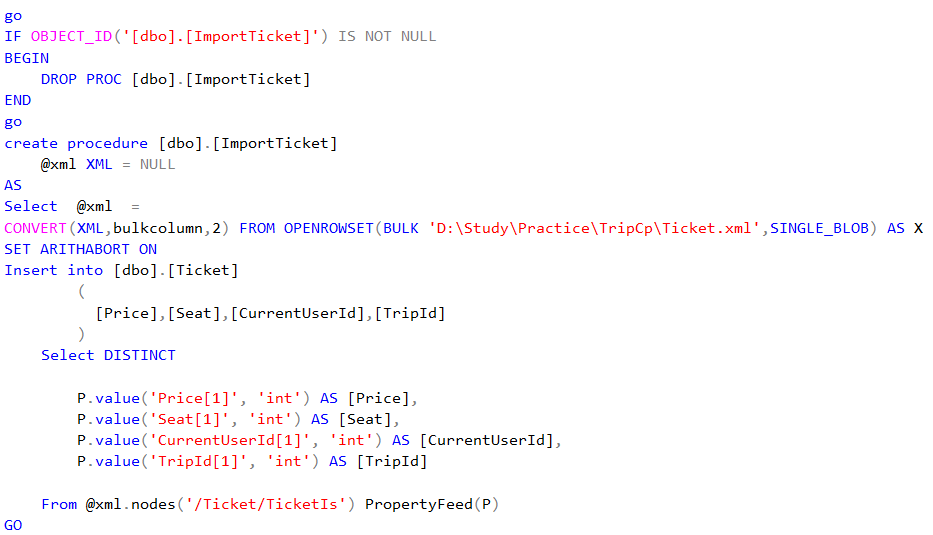 go
IF OBJECT_ID('[dbo].[ImportTicket]') IS NOT NULL
BEGIN
    DROP PROC [dbo].[ImportTicket]
END
go
create procedure [dbo].[ImportTicket]
    @xml XML = NULL
AS
Select  @xml  =
CONVERT(XML,bulkcolumn,2) FROM OPENROWSET(BULK 'D:\Study\Practice\TripCp\Ticket.xml',SINGLE_BLOB) AS X
SET ARITHABORT ON
Insert into [dbo].[Ticket]
        (
          [Price],[Seat],[CurrentUserId],[TripId]
        )
    Select DISTINCT
        P.value('Price[1]', 'int') AS [Price],
        P.value('Seat[1]', 'int') AS [Seat],
        P.value('CurrentUserId[1]', 'int') AS [CurrentUserId],
        P.value('TripId[1]', 'int') AS [TripId]
    From @xml.nodes('/Ticket/TicketIs') PropertyFeed(P)
GO